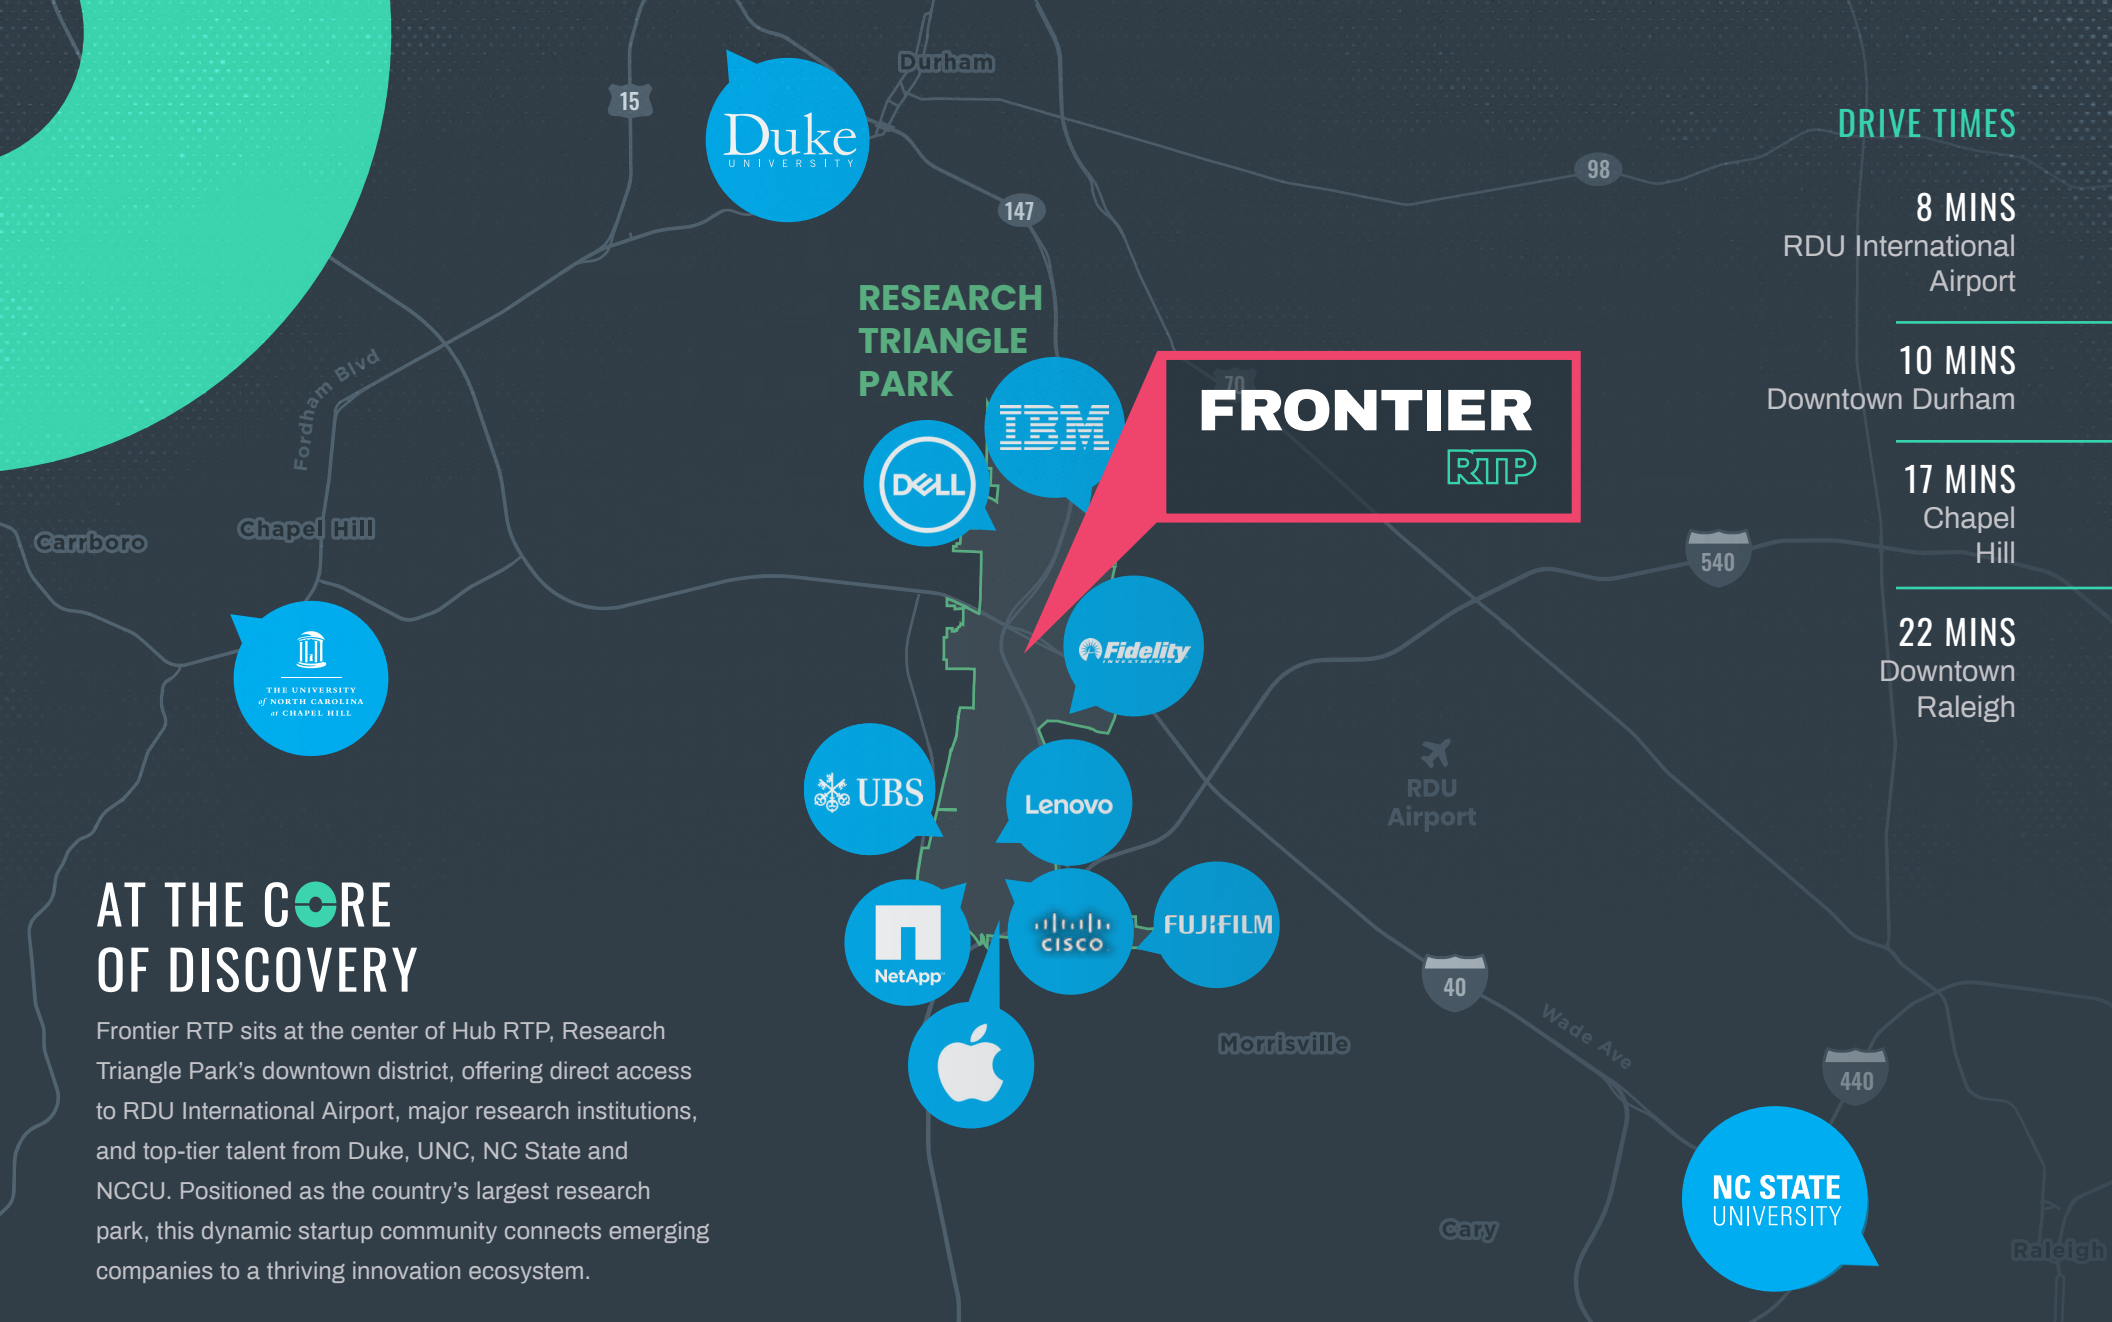 Durham
15
Duke
UNIVERSITY
98
147
DRIVE TIMES
8 MINS
RDU International
Airport
10 MINS
Downtown Durham
17 MINS
Chapel
Hill
22 MINS
Downtown
Raleigh
RESEARCH
TRIANGLE
PARK
70
FRONTIER
RTP
IBM
DELL
Fordham Blvd
Carrboro
Chapel Hill
540
THE UNIVERSITY
of NORTH CAROLINA
at CHAPEL HILL
Fidelity
INVESTMENTS
RDU
Airport
UBS
Lenovo
NetApp
CISCO
FUJIFILM
40
Wade Ave
Morrisville
440
NC STATE
UNIVERSITY
Cary
Raleigh
AT THE CORE
OF DISCOVERY
Frontier RTP sits at the center of Hub RTP, Research
Triangle Park’s downtown district, offering direct access
to RDU International Airport, major research institutions,
and top-tier talent from Duke, UNC, NC State and
NCCU. Positioned as the country’s largest research
park, this dynamic startup community connects emerging
companies to a thriving innovation ecosystem.